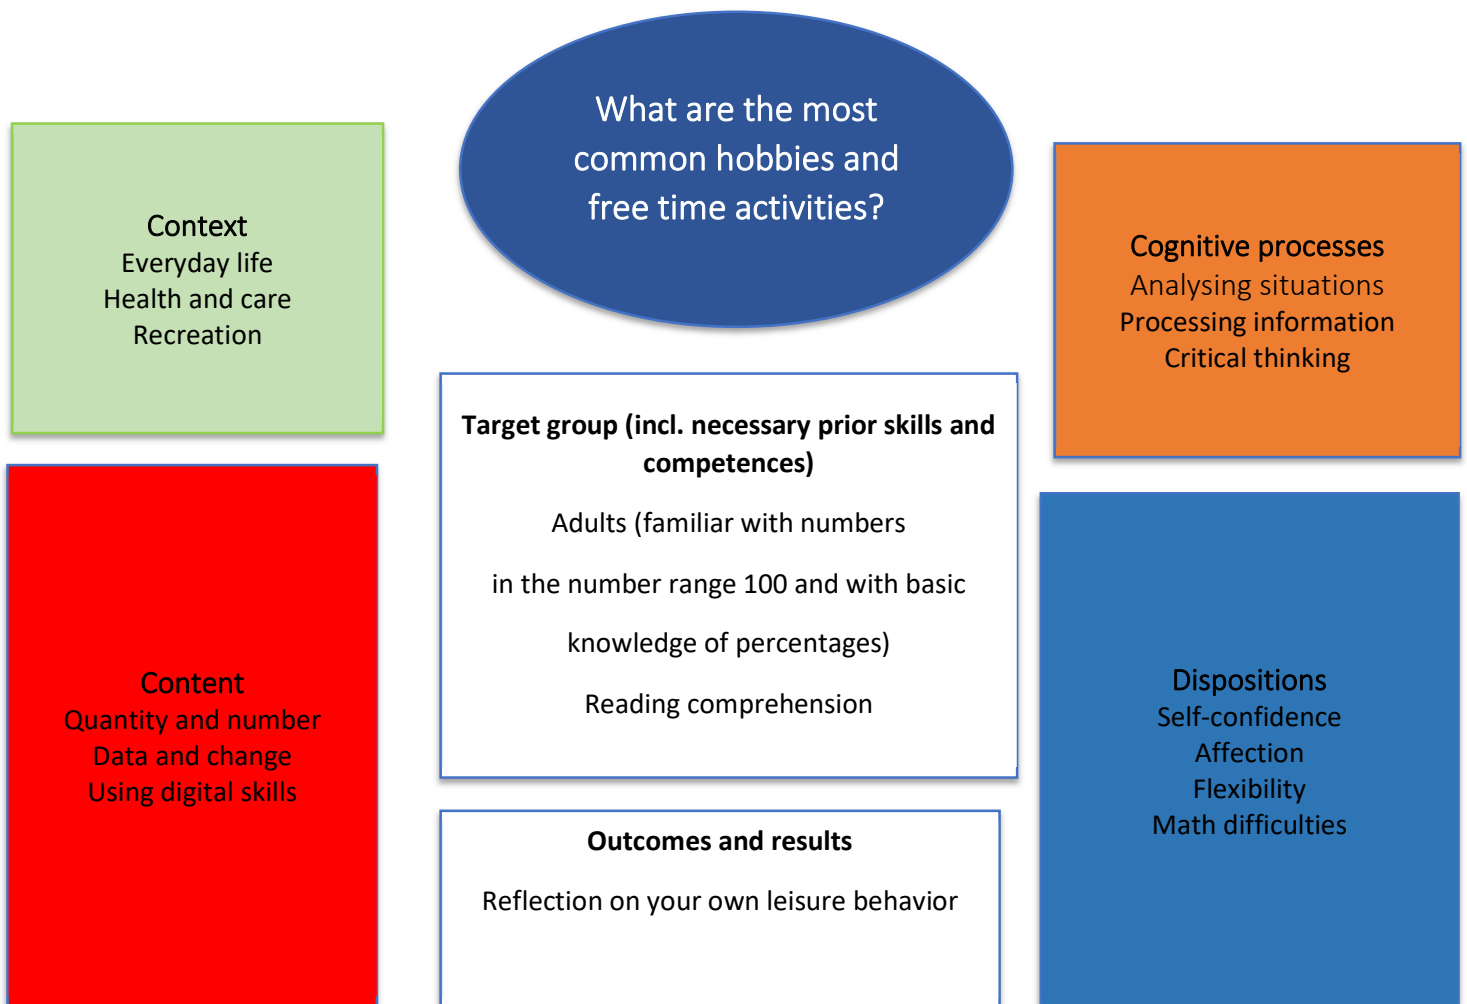 What are the most
common hobbies and
free time activities?
Context
Everyday life
Health and care
Recreation
Cognitive processes
Analysing situations
Processing information
Critical thinking
Target group (incl. necessary prior skills and
competences)
Adults (familiar with numbers
in the number range 100 and with basic
knowledge of percentages)
Reading comprehension
Content
Quantity and number
Data and change
Using digital skills
Dispositions
Self-confidence
Affection
Flexibility
Math difficulties
Outcomes and results
Reflection on your own leisure behavior